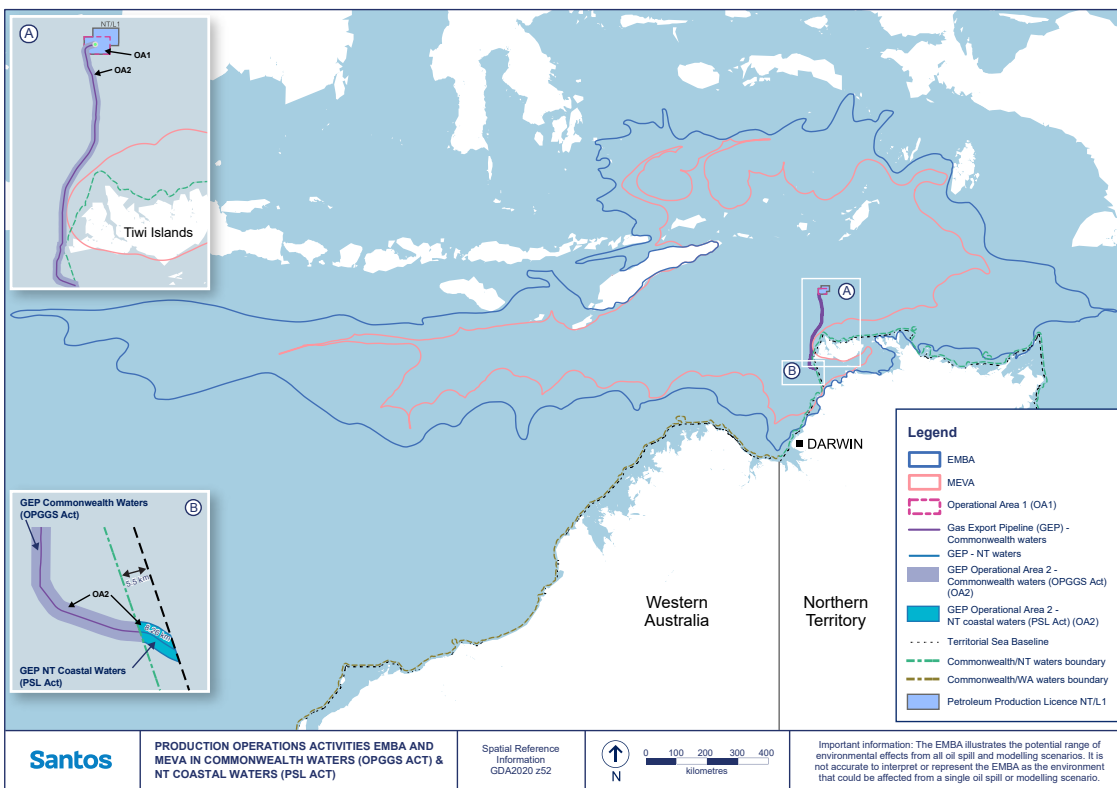 A
NT/L1
OA1
OA2
Tiwi Islands
A
B
DARWIN
Western
Australia
Northern
Territory
GEP Commonwealth Waters
(OPGGS Act)
B
5.5 km
OA2
GEP NT Coastal Waters
(PSL Act)
Legend
EMBA
MEVA
Operational Area 1 (OA1)
Gas Export Pipeline (GEP) -
Commonwealth waters
GEP - NT waters
GEP Operational Area 2 -
Commonwealth waters (OPGGS Act)
(OA2)
GEP Operational Area 2 -
NT coastal waters (PSL Act) (OA2)
Territorial Sea Baseline
Commonwealth/NT waters boundary
Commonwealth/WA waters boundary
Petroleum Production Licence NT/L1
Santos
PRODUCTION OPERATIONS ACTIVITIES EMBA AND
MEVA IN COMMONWEALTH WATERS (OPGGS ACT) &
NT COASTAL WATERS (PSL ACT)
Spatial Reference
Information
GDA2020 z52
N
0 100 200 300 400
kilometres
Important information: The EMBA illustrates the potential range of
environmental effects from all oil spill and modelling scenarios. It is
not accurate to interpret or represent the EMBA as the environment
that could be affected from a single oil spill or modelling scenario.